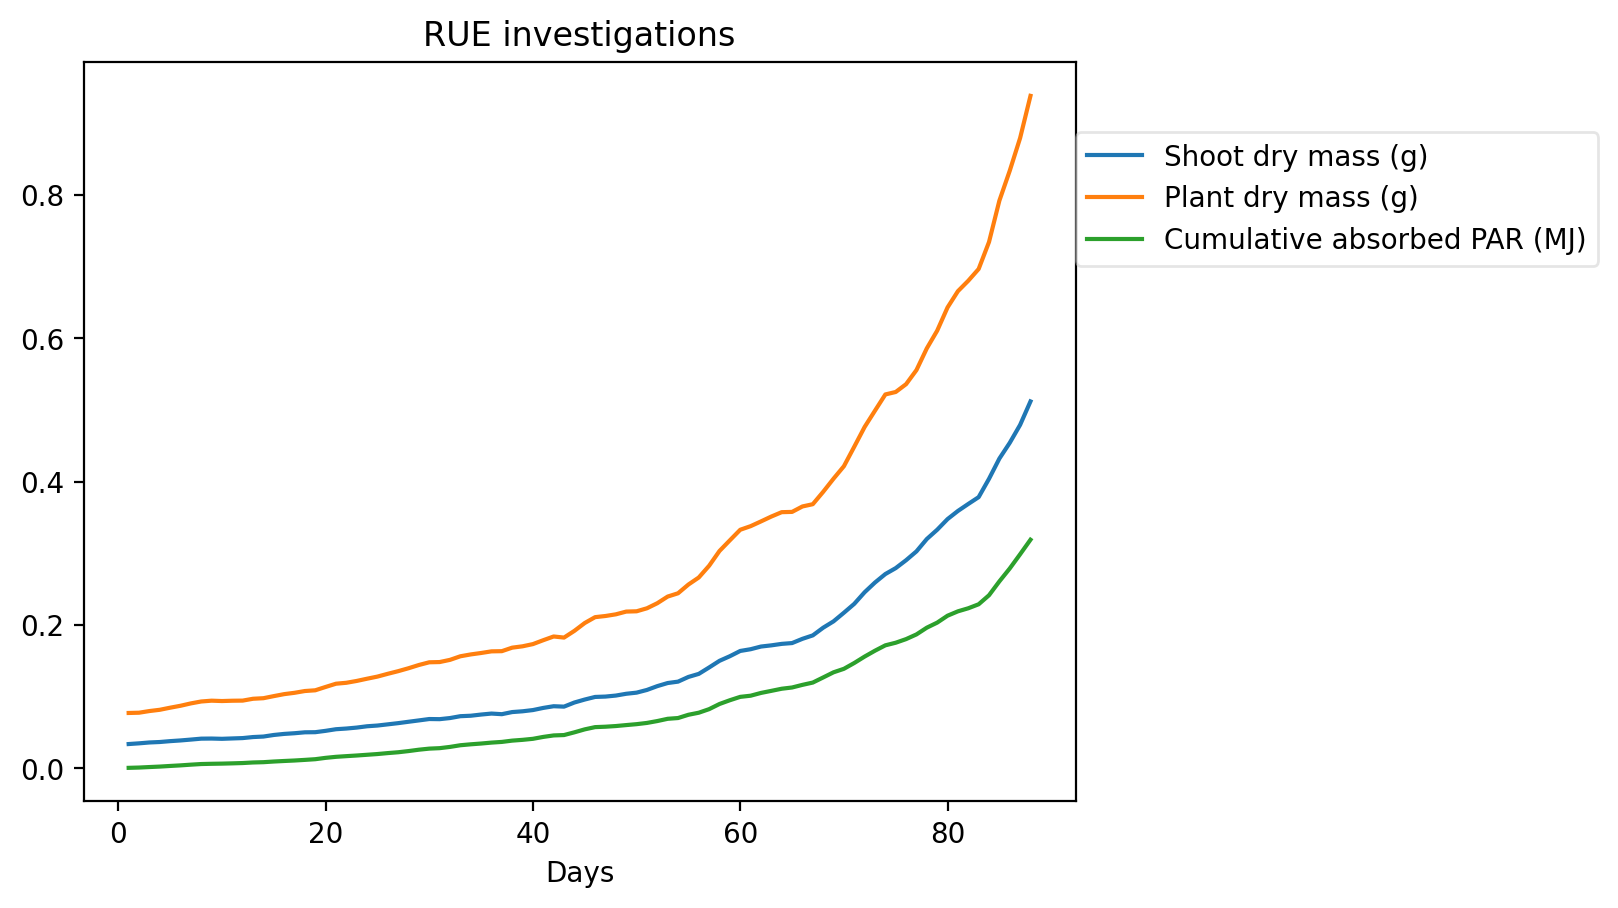 RUE investigations
Shoot dry mass (g)
Plant dry mass (g)
Cumulative absorbed PAR (MJ)
0.8
0.6
0.4
0.2
0.0
0 20 40 60 80
Days